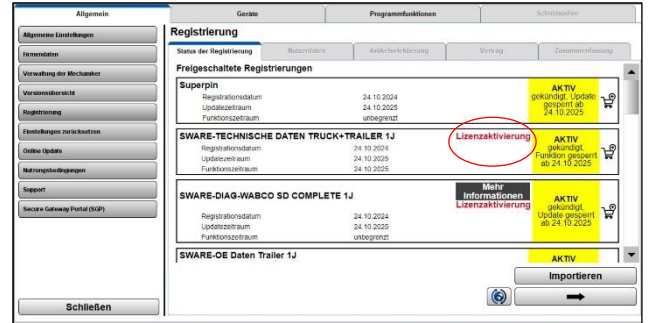 Allgemein Geräte Programmfunktionen Schnittstellen
Allgemeine Einstellungen
Firmendaten
Verwaltung der Mechaniker
Versionsübersicht
Registrierung
Einstellungen zurücksetzen
Online Update
Nutzungsbedingungen
Support
Secure Gateway Portal (SGP)
Schließen
Registrierung
Status der Registrierung Nutzerdaten Artikelselektierung Vertrag Zusammenfassung
Freigeschaltete Registrierungen
Superpin
Registrationsdatum 24.10.2024
Updatezeitraum 24.10.2025
Funktionszeitraum unbegrenzt
AKTIV
gekündigt, Update
gesperrt ab
24.10.2025
SWARE-TECHNISCHE DATEN TRUCK+TRAILER 1J Lizenzaktivierung
Registrationsdatum 24.10.2024
Updatezeitraum 24.10.2025
Funktionszeitraum 24.10.2025
AKTIV
gekündigt,
Funktion gesperrt
ab 24.10.2025
SWARE-DIAG-WABCO SD COMPLETE 1J
Mehr
Informationen
Lizenzaktivierung
Registrationsdatum 24.10.2024
Updatezeitraum 24.10.2025
Funktionszeitraum unbegrenzt
AKTIV
gekündigt,
Update gesperrt
ab 24.10.2025
SWARE-OE Daten Trailer 1J
AKTIV
Importieren